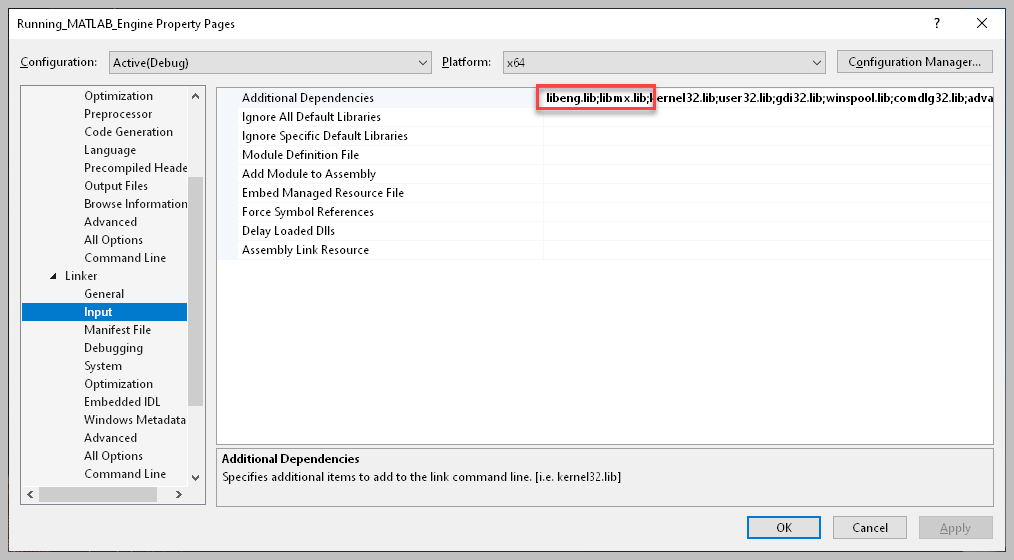 Running_MATLAB_Engine Property Pages
?
Configuration: Active(Debug) Platform: x64 Configuration Manager...
Optimization
Preprocessor
Code Generation
Language
Precompiled Heade
Output Files
Browse Information
Advanced
All Options
Command Line
Linker
General
Input
Manifest File
Debugging
System
Optimization
Embedded IDL
Windows Metadata
Advanced
All Options
Command Line
Additional Dependencies libeng.lib;libmx.lib;kernel32.lib;user32.lib;gdi32.lib;winspool.lib;comdlg32.lib;adva
Ignore All Default Libraries
Ignore Specific Default Libraries
Module Definition File
Add Module to Assembly
Embed Managed Resource File
Force Symbol References
Delay Loaded Dlls
Assembly Link Resource
Additional Dependencies
Specifies additional items to add to the link command line. [i.e. kernel32.lib]
OK Cancel Apply